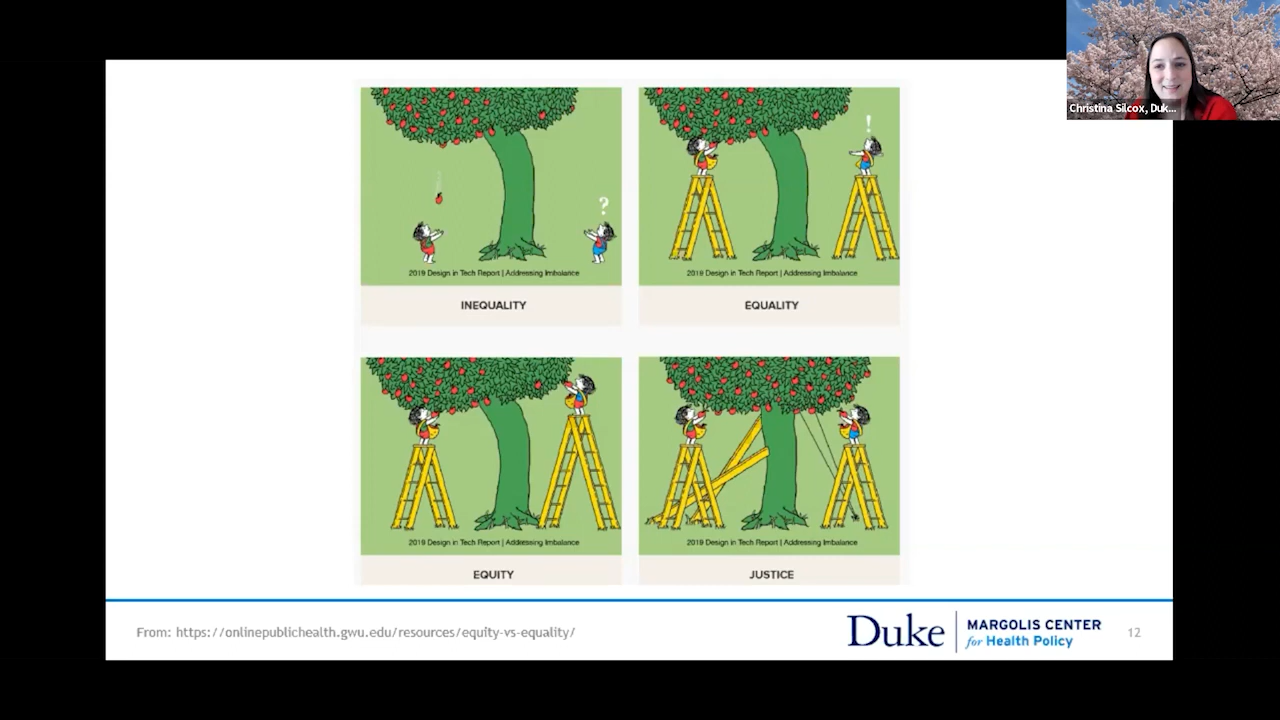 Christina Silcox, Duk...
?
!
2019 Design in Tech Report | Addressing Imbalance
2019 Design in Tech Report | Addressing Imbalance
INEQUALITY
EQUALITY
2019 Design in Tech Report | Addressing Imbalance
2019 Design in Tech Report | Addressing Imbalance
EQUITY
JUSTICE
From: https://onlinepublichealth.gwu.edu/resources/equity-vs-equality/
Duke
MARGOLIS CENTER
for Health Policy
12